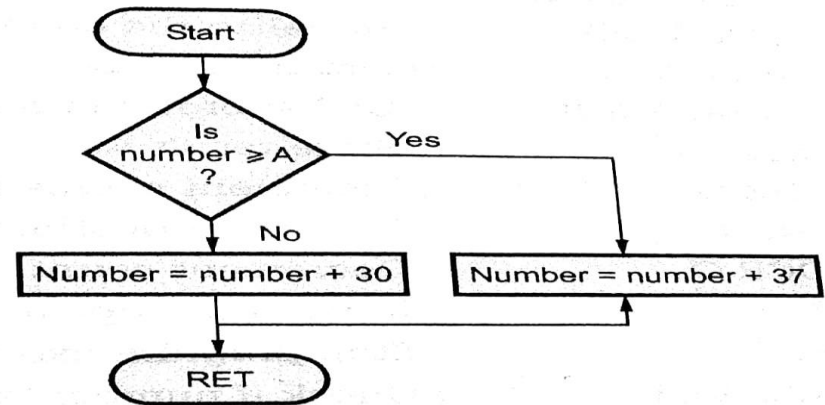 Start
Is
number ⩾ A
?
Yes
No
Number = number + 30
Number = number + 37
RET